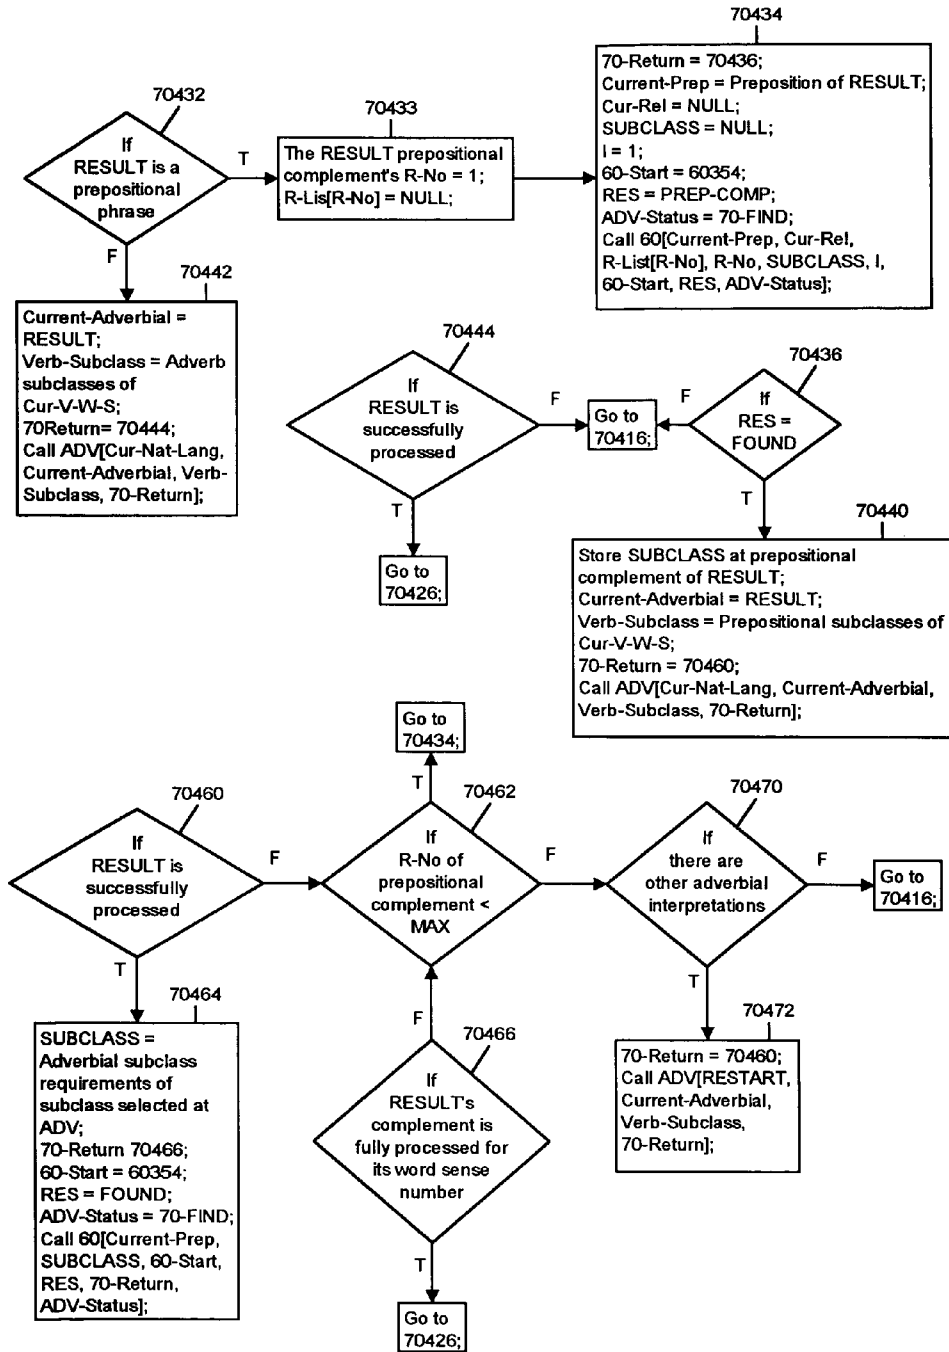 70434
70-Return = 70436;
Current-Prep = Preposition of RESULT;
Cur-Rel = NULL;
SUBCLASS = NULL;
I = 1;
60-Start = 60354;
RES = PREP-COMP;
ADV-Status = 70-FIND;
Call 60[Current-Prep, Cur-Rel,
R-List[R-No], R-No, SUBCLASS, I,
60-Start, RES, ADV-Status];
70432
If
RESULT is a
prepositional
phrase
T
F
70433
The RESULT prepositional
complement's R-No = 1;
R-Lis[R-No] = NULL;
70442
Current-Adverbial =
RESULT;
Verb-Subclass = Adverb
subclasses of
Cur-V-W-S;
70Return= 70444;
Call ADV[Cur-Nat-Lang,
Current-Adverbial, Verb-
Subclass, 70-Return];
70444
If
RESULT is
successfully
processed
F
T
Go to
70416;
Go to
70426;
70436
If
RES =
FOUND
F
T
70440
Store SUBCLASS at prepositional
complement of RESULT;
Current-Adverbial = RESULT;
Verb-Subclass = Prepositional subclasses of
Cur-V-W-S;
70-Return = 70460;
Call ADV[Cur-Nat-Lang, Current-Adverbial,
Verb-Subclass, 70-Return];
Go to
70434;
T
70460
If
RESULT is
successfully
processed
F
T
70462
If
R-No of
prepositional
complement <
MAX
F
70470
If
there are
other adverbial
interpretations
F
T
Go to
70416;
70464
SUBCLASS =
Adverbial subclass
requirements of
subclass selected at
ADV;
70-Return 70466;
60-Start = 60354;
RES = FOUND;
ADV-Status = 70-FIND;
Call 60[Current-Prep,
SUBCLASS, 60-Start,
RES, 70-Return,
ADV-Status];
F
70466
If
RESULT's
complement is
fully processed for
its word sense
number
T
Go to
70426;
70472
70-Return = 70460;
Call ADV[RESTART,
Current-Adverbial,
Verb-Subclass,
70-Return];